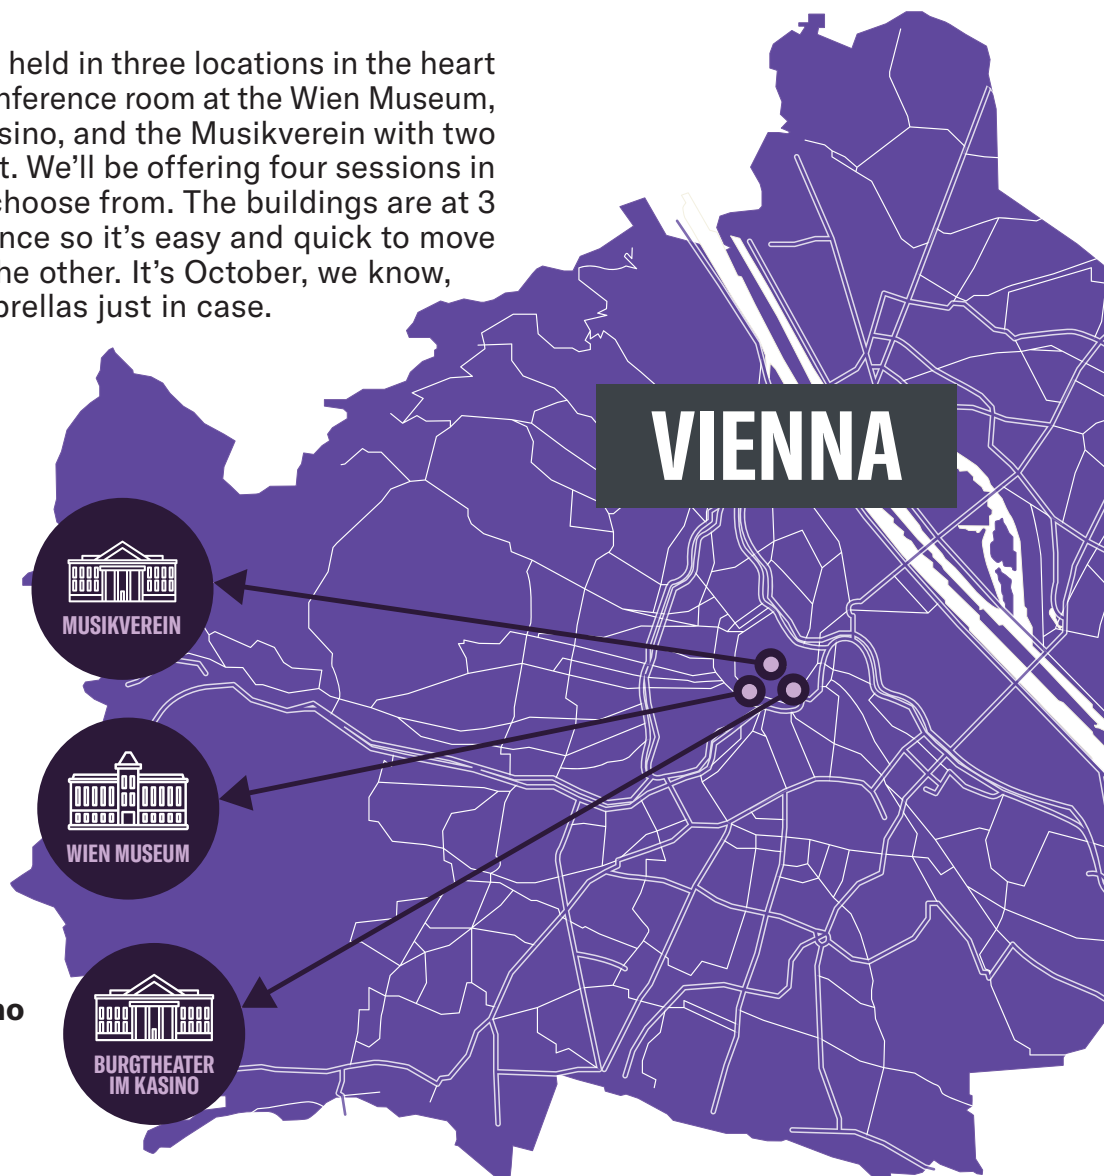 held in three locations in the heart
nference room at the Wien Museum,
sino, and the Musikverein with two
t. We’ll be offering four sessions in
choose from. The buildings are at 3
nce so it’s easy and quick to move
he other. It’s October, we know,
brellas just in case.
VIENNA
MUSIKVEREIN
WIEN MUSEUM
no
BURGTHEATER
IM KASINO